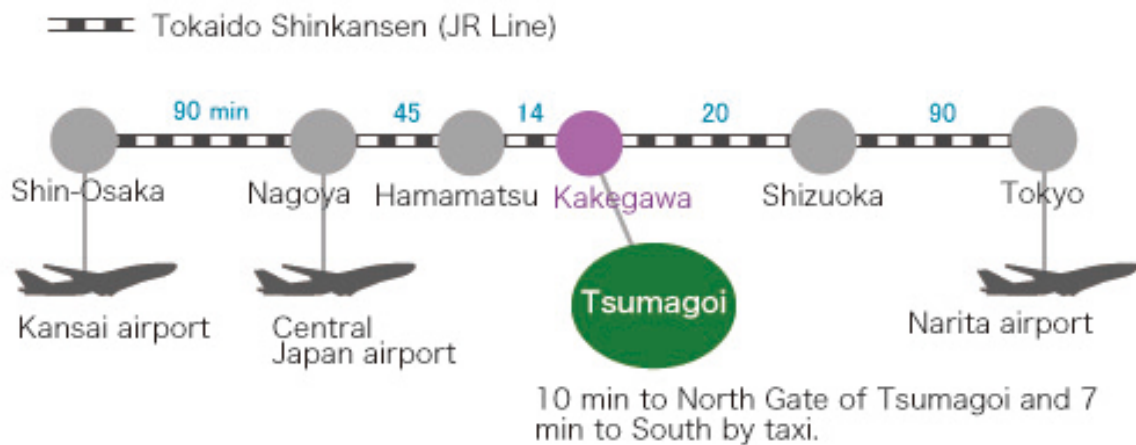 Tokaido Shinkansen (JR Line)
90 min 45 14 20 90
Shin-Osaka Nagoya Hamamatsu Kakegawa Shizuoka Tokyo
Tsumagoi
Kansai airport
Central
Japan airport
Narita airport
10 min to North Gate of Tsumagoi and 7
min to South by taxi.